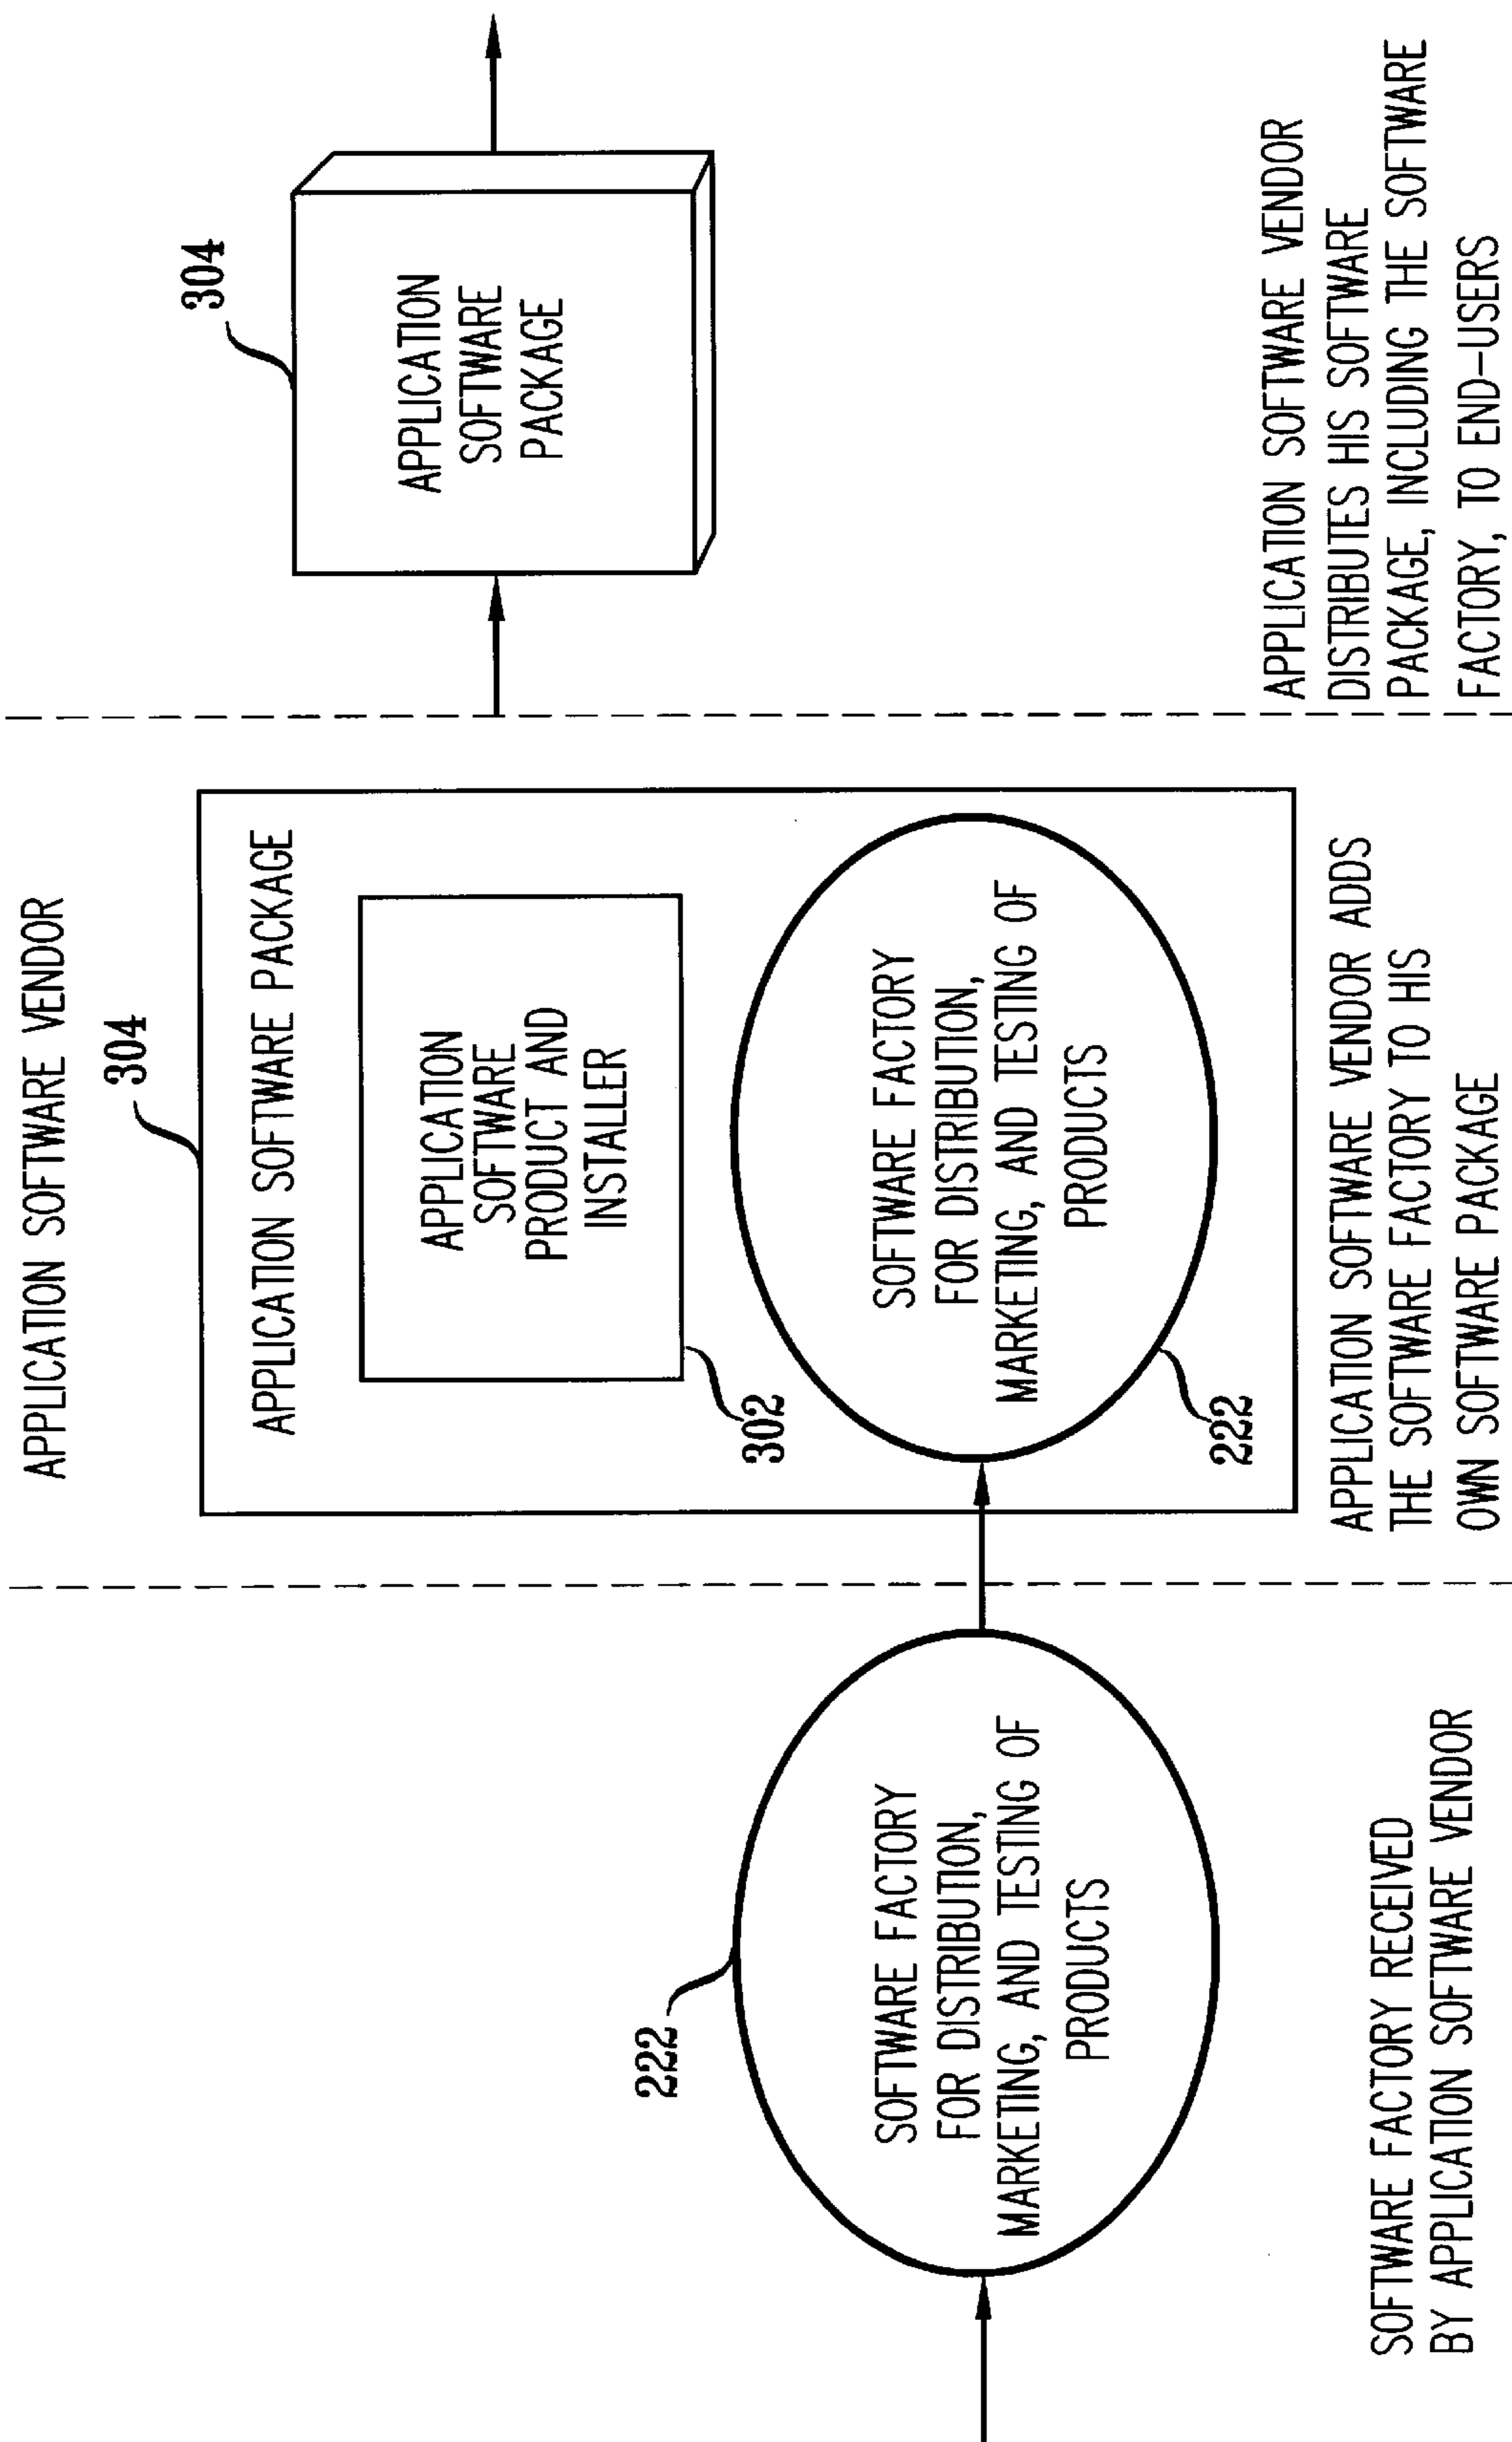 APPLICATION SOFTWARE VENDOR
222
SOFTWARE FACTORY
FOR DISTRIBUTION,
MARKETING, AND TESTING OF
PRODUCTS
SOFTWARE FACTORY RECEIVED
BY APPLICATION SOFTWARE VENDOR
304
APPLICATION SOFTWARE PACKAGE
APPLICATION
SOFTWARE
PRODUCT AND
INSTALLER
302
SOFTWARE FACTORY
FOR DISTRIBUTION,
MARKETING, AND TESTING OF
PRODUCTS
222
APPLICATION SOFTWARE VENDOR ADDS
THE SOFTWARE FACTORY TO HIS
OWN SOFTWARE PACKAGE
304
APPLICATION
SOFTWARE
PACKAGE
APPLICATION SOFTWARE VENDOR
DISTRIBUTES HIS SOFTWARE
PACKAGE, INCLUDING THE SOFTWARE
FACTORY, TO END-USERS